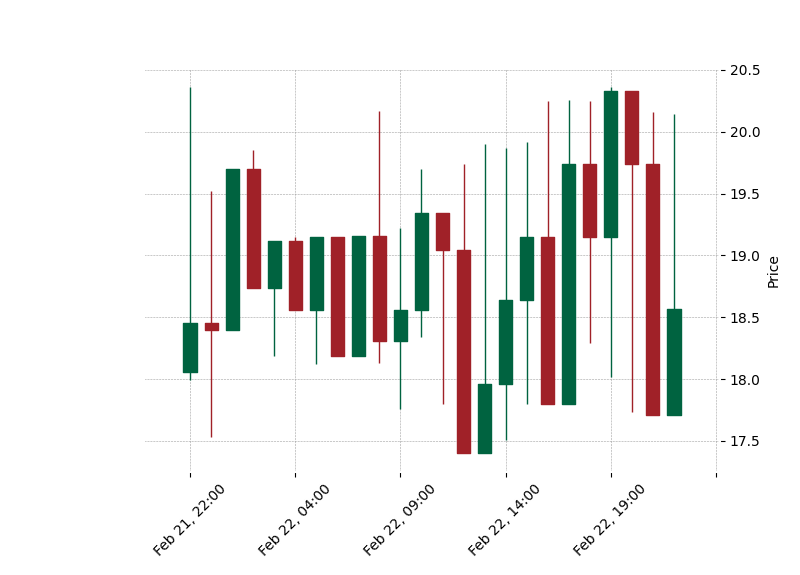 20.5
20.0
19.5
19.0
18.5
18.0
17.5
Price
Feb 21, 22:00
Feb 22, 04:00
Feb 22, 09:00
Feb 22, 14:00
Feb 22, 19:00